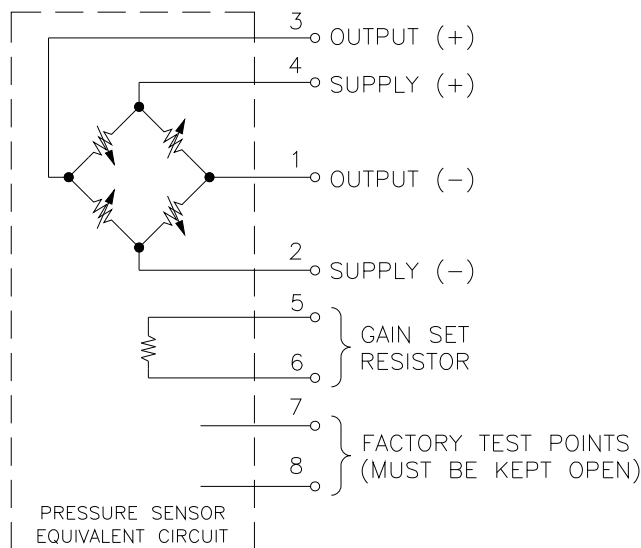 3
OUTPUT (+)
4
SUPPLY (+)
1
OUTPUT (−)
2
SUPPLY (−)
5
GAIN SET
RESISTOR
6
7
FACTORY TEST POINTS
(MUST BE KEPT OPEN)
8
PRESSURE SENSOR
EQUIVALENT CIRCUIT